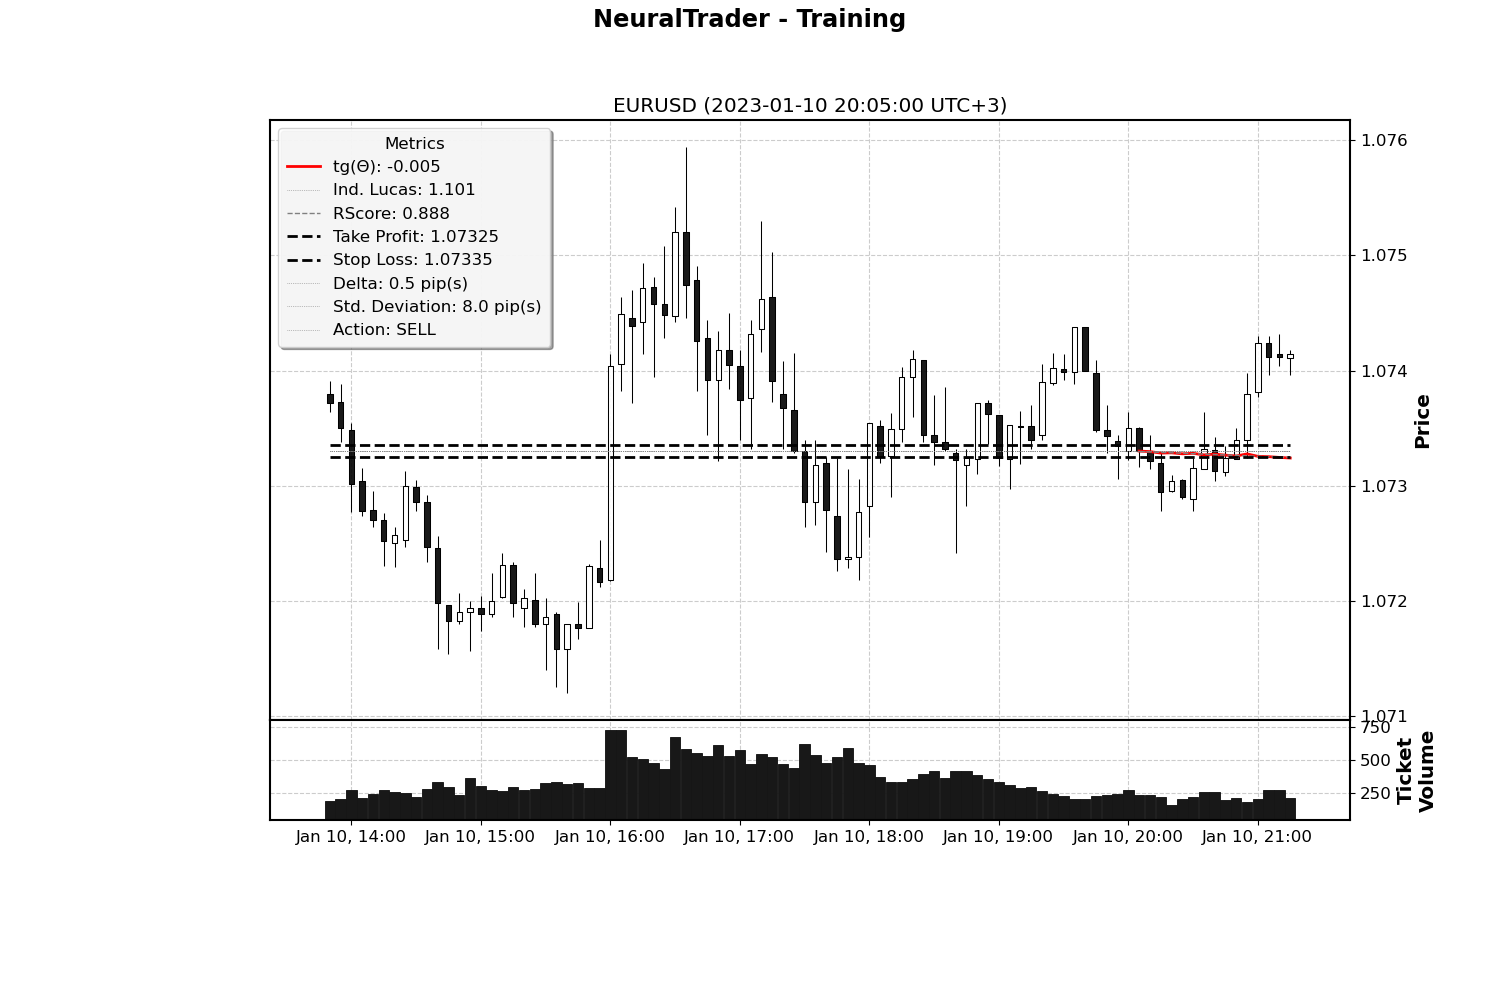 NeuralTrader - Training
EURUSD (2023-01-10 20:05:00 UTC+3)
Metrics
tg(Θ): -0.005
Ind. Lucas: 1.101
RScore: 0.888
Take Profit: 1.07325
Stop Loss: 1.07335
Delta: 0.5 pip(s)
Std. Deviation: 8.0 pip(s)
Action: SELL
1.076
1.075
1.074
1.073
1.072
1.071
Price
750
500
250
Ticket
Volume
Jan 10, 14:00
Jan 10, 15:00
Jan 10, 16:00
Jan 10, 17:00
Jan 10, 18:00
Jan 10, 19:00
Jan 10, 20:00
Jan 10, 21:00